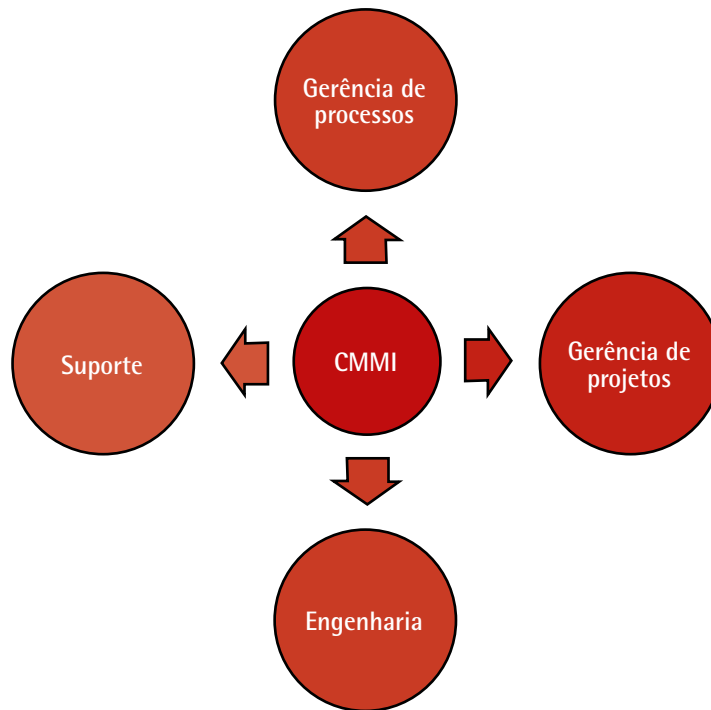 Gerência de
processos
Suporte
CMMI
Gerência de
projetos
Engenharia